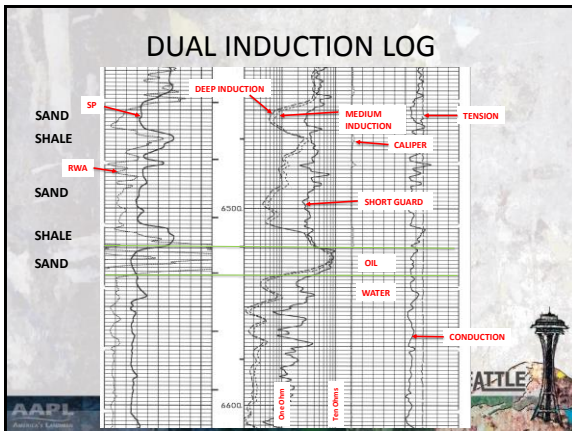 DUAL INDUCTION LOG
DEEP INDUCTION
SP
SAND
MEDIUM
INDUCTION
TENSION
SHALE
CALIPER
RWA
SAND
SHORT GUARD
6500
SHALE
SAND
OIL
WATER
CONDUCTION
One Ohm
Ten Ohms
6600
EATTLE
AAPL